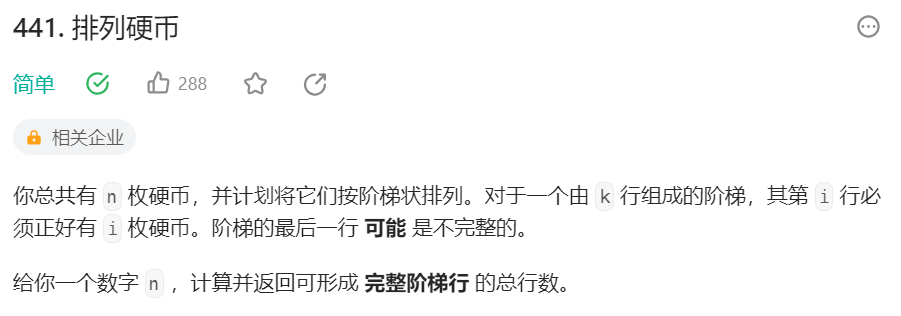 441. 排列硬币
简单 288
相关企业
你总共有 n 枚硬币，并计划将它们按阶梯状排列。对于一个由 k 行组成的阶梯，其第 i 行必
须正好有 i 枚硬币。阶梯的最后一行 可能 是不完整的。
给你一个数字 n ，计算并返回可形成 完整阶梯行 的总行数。